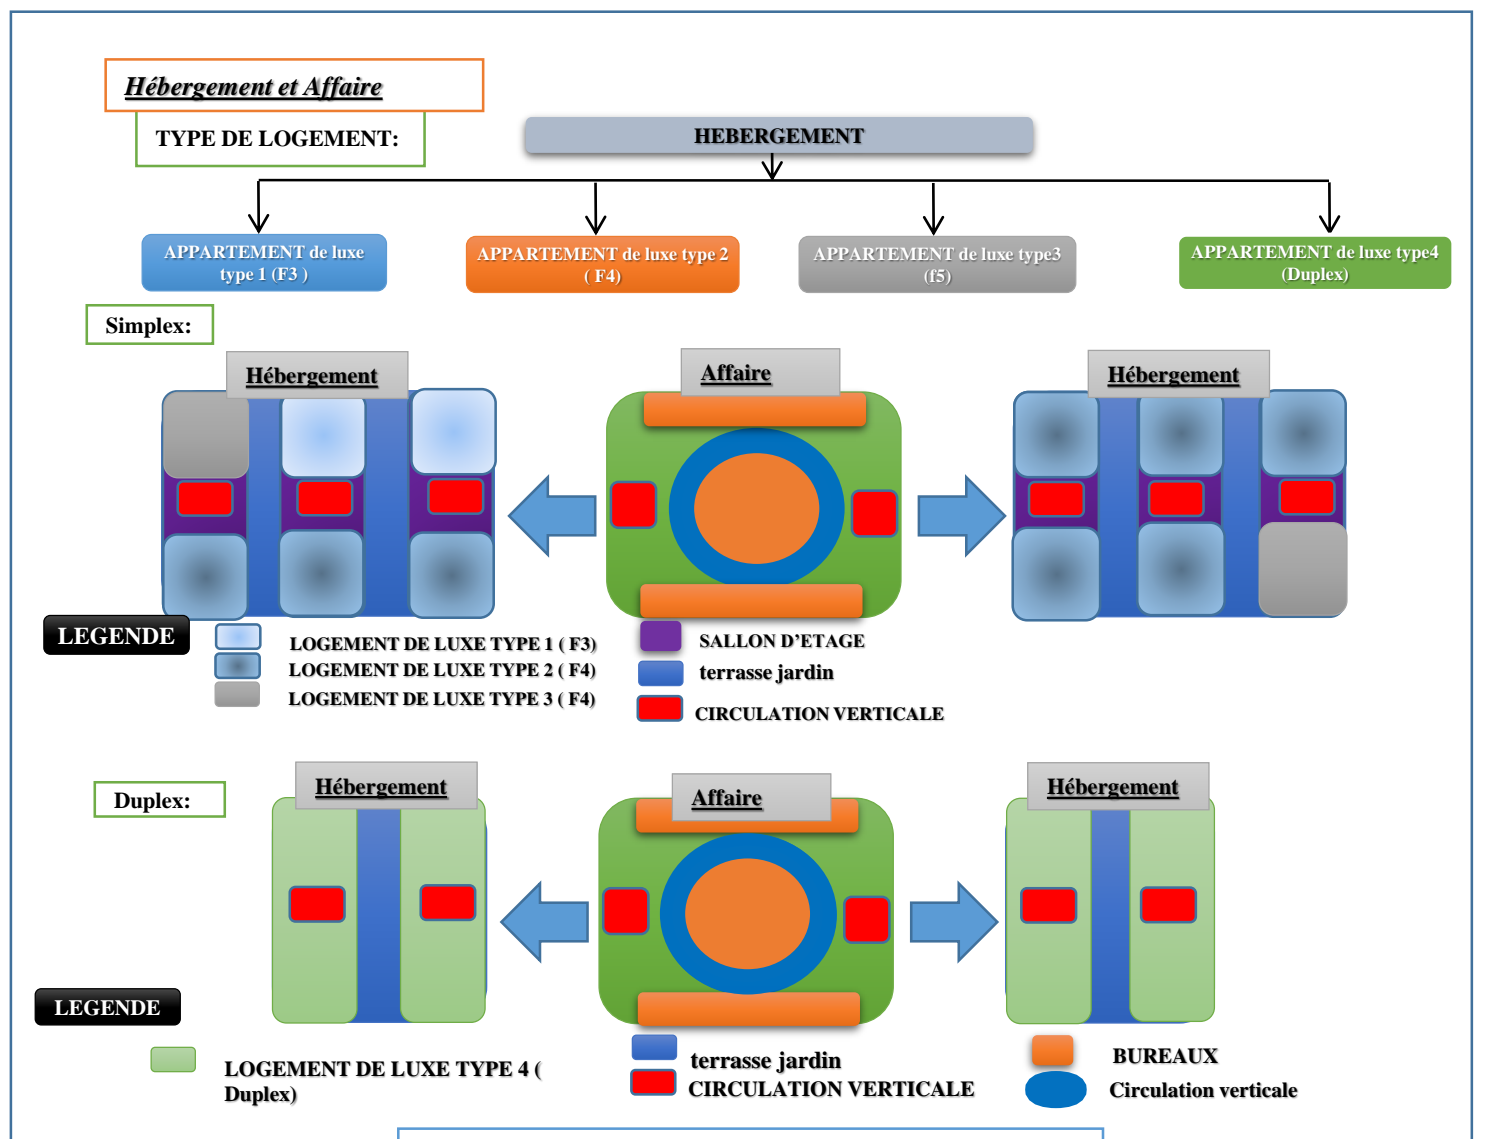 Hébergement et Affaire
TYPE DE LOGEMENT:
HEBERGEMENT
APPARTEMENT de luxe
type 1 (F3 )
APPARTEMENT de luxe type 2
( F4)
APPARTEMENT de luxe type3
(f5)
APPARTEMENT de luxe type4
(Duplex)
Simplex:
Hébergement
Affaire
Hébergement
LEGENDE
LOGEMENT DE LUXE TYPE 1 ( F3)
LOGEMENT DE LUXE TYPE 2 ( F4)
LOGEMENT DE LUXE TYPE 3 ( F4)
SALLON D'ETAGE
terrasse jardin
CIRCULATION VERTICALE
Duplex:
Hébergement
Affaire
Hébergement
LEGENDE
LOGEMENT DE LUXE TYPE 4 (
Duplex)
terrasse jardin
CIRCULATION VERTICALE
BUREAUX
Circulation verticale